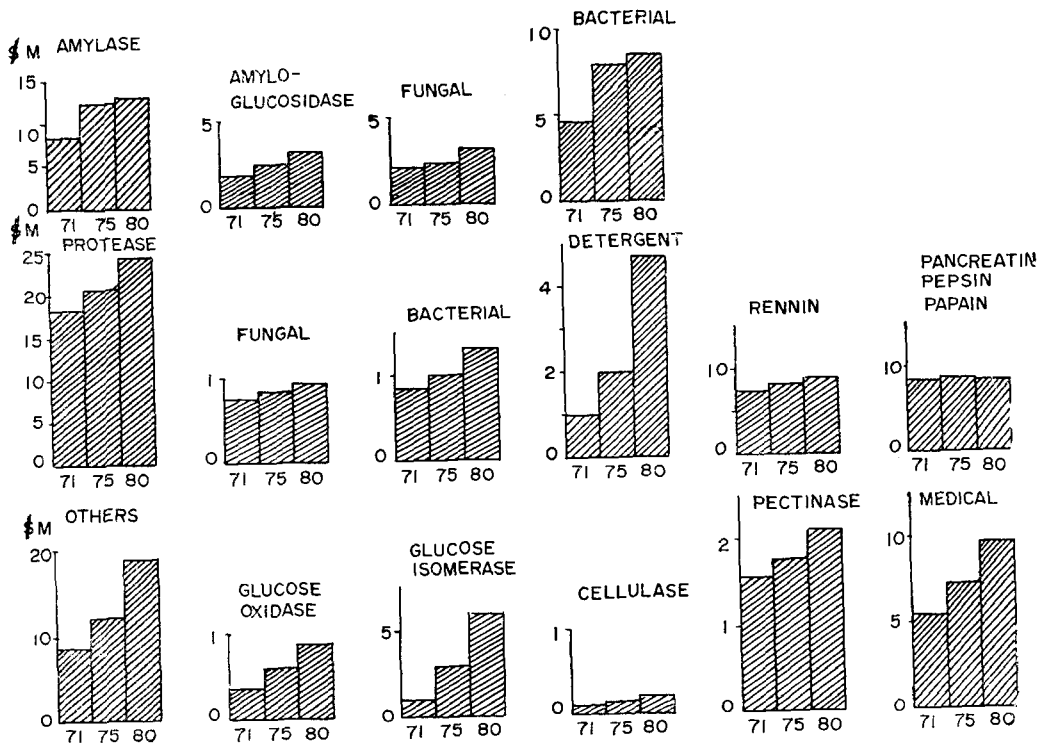 $ M AMYLASE
15
10
5
0
71 75 80
AMYLO-
GLUCOSIDASE
5
0
71 75 80
FUNGAL
5
0
71 75 80
BACTERIAL
10
5
0
71 75 80
$ M
PROTEASE
25
20
15
10
5
0
71 75 80
FUNGAL
1
0
71 75 80
BACTERIAL
1
0
71 75 80
DETERGENT
4
2
0
71 75 80
RENNIN
10
0
71 75 80
PANCREATIN
PEPSIN
PAPAIN
10
0
71 75 80
$ M OTHERS
20
10
0
71 75 80
GLUCOSE
OXIDASE
1
0
71 75 80
GLUCOSE
ISOMERASE
5
0
71 75 80
CELLULASE
1
0
71 75 80
PECTINASE
2
1
0
71 75 80
MEDICAL
10
5
0
71 75 80